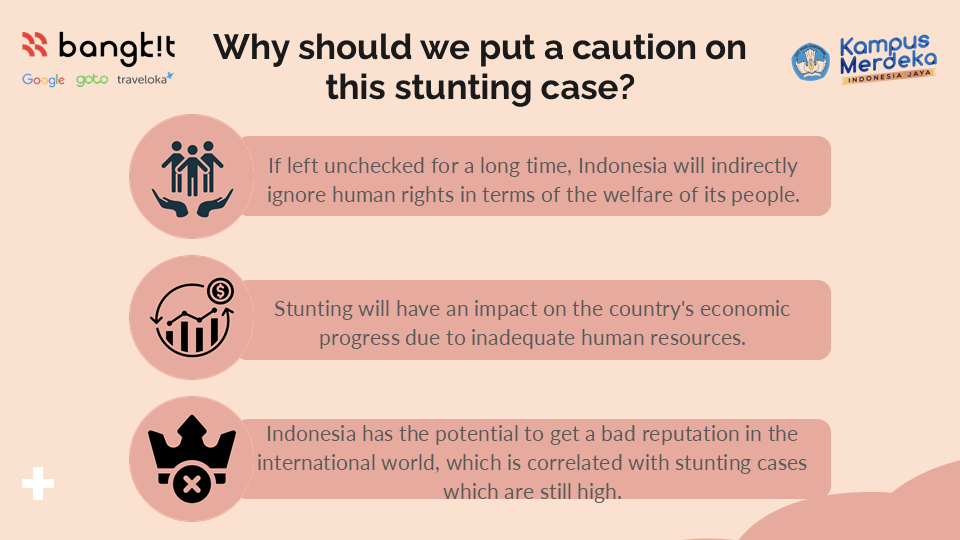 bangk!t
Google goto traveloka
Why should we put a caution on
this stunting case?
Kampus
Merdeka
INDONESIA JAYA
If left unchecked for a long time, Indonesia will indirectly
ignore human rights in terms of the welfare of its people.
Stunting will have an impact on the country's economic
progress due to inadequate human resources.
Indonesia has the potential to get a bad reputation in the
international world, which is correlated with stunting cases
which are still high.